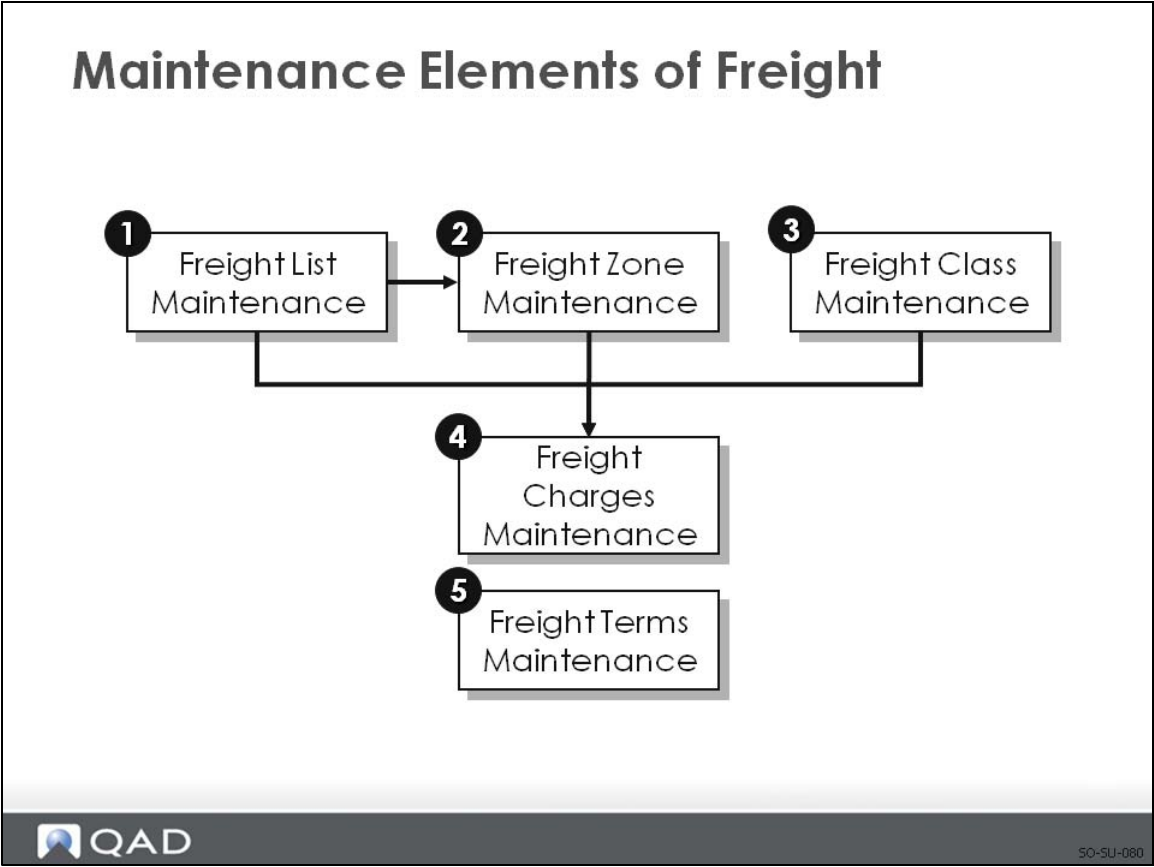 Maintenance Elements of Freight
1
Freight List
Maintenance
2
Freight Zone
Maintenance
3
Freight Class
Maintenance
4
Freight
Charges
Maintenance
5
Freight Terms
Maintenance
QAD
SO-SU-080